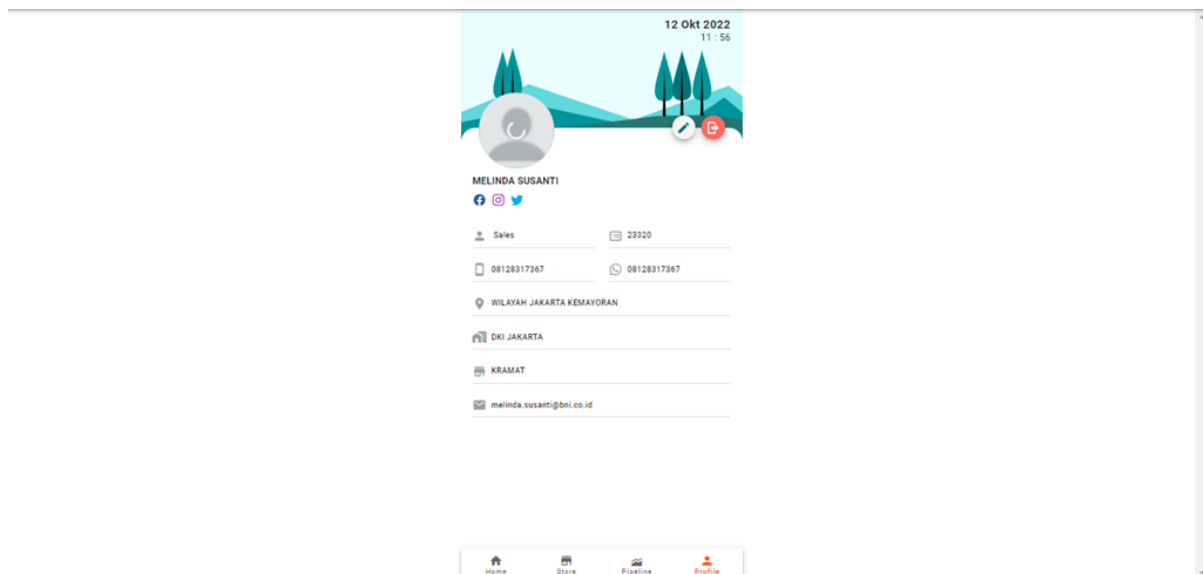 12 Okt 2022
11 : 56
MELINDA SUSANTI
Sales 23320
08128317367 08128317367
WILAYAH JAKARTA KEMAYORAN
DKI JAKARTA
KRAMAT
melinda.susanti@bni.co.id
Home Store Pipeline Profile